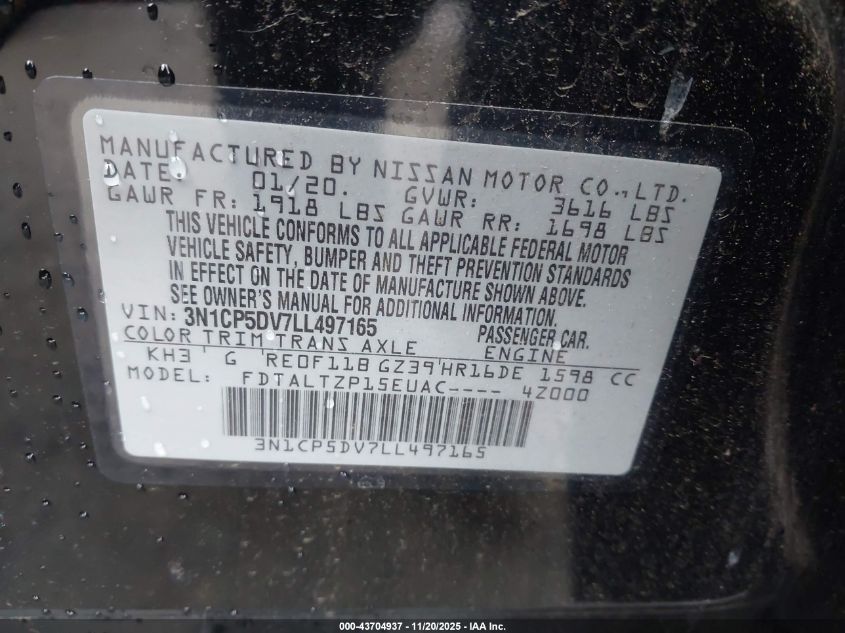 MANUFACTURED BY NISSAN MOTOR CO., LTD.
DATE: 01/20. GVWR: 3616 LBS
GAWR FR: 1918 LBS GAWR RR: 1698 LBS
THIS VEHICLE CONFORMS TO ALL APPLICABLE FEDERAL MOTOR
VEHICLE SAFETY, BUMPER AND THEFT PREVENTION STANDARDS
IN EFFECT ON THE DATE OF MANUFACTURE SHOWN ABOVE.
SEE OWNER'S MANUAL FOR ADDITIONAL INFORMATION.
VIN: 3N1CP5DV7LL497165 PASSENGER CAR.
COLOR TRIM TRANS AXLE ENGINE
KH3 G RE0F11B GZ39 HR16DE 1598 CC
MODEL: FDTALTZP15EUAC---- 4Z000
3N1CP5DV7LL497165
000-43704937 - 11/20/2025 - IAA Inc.